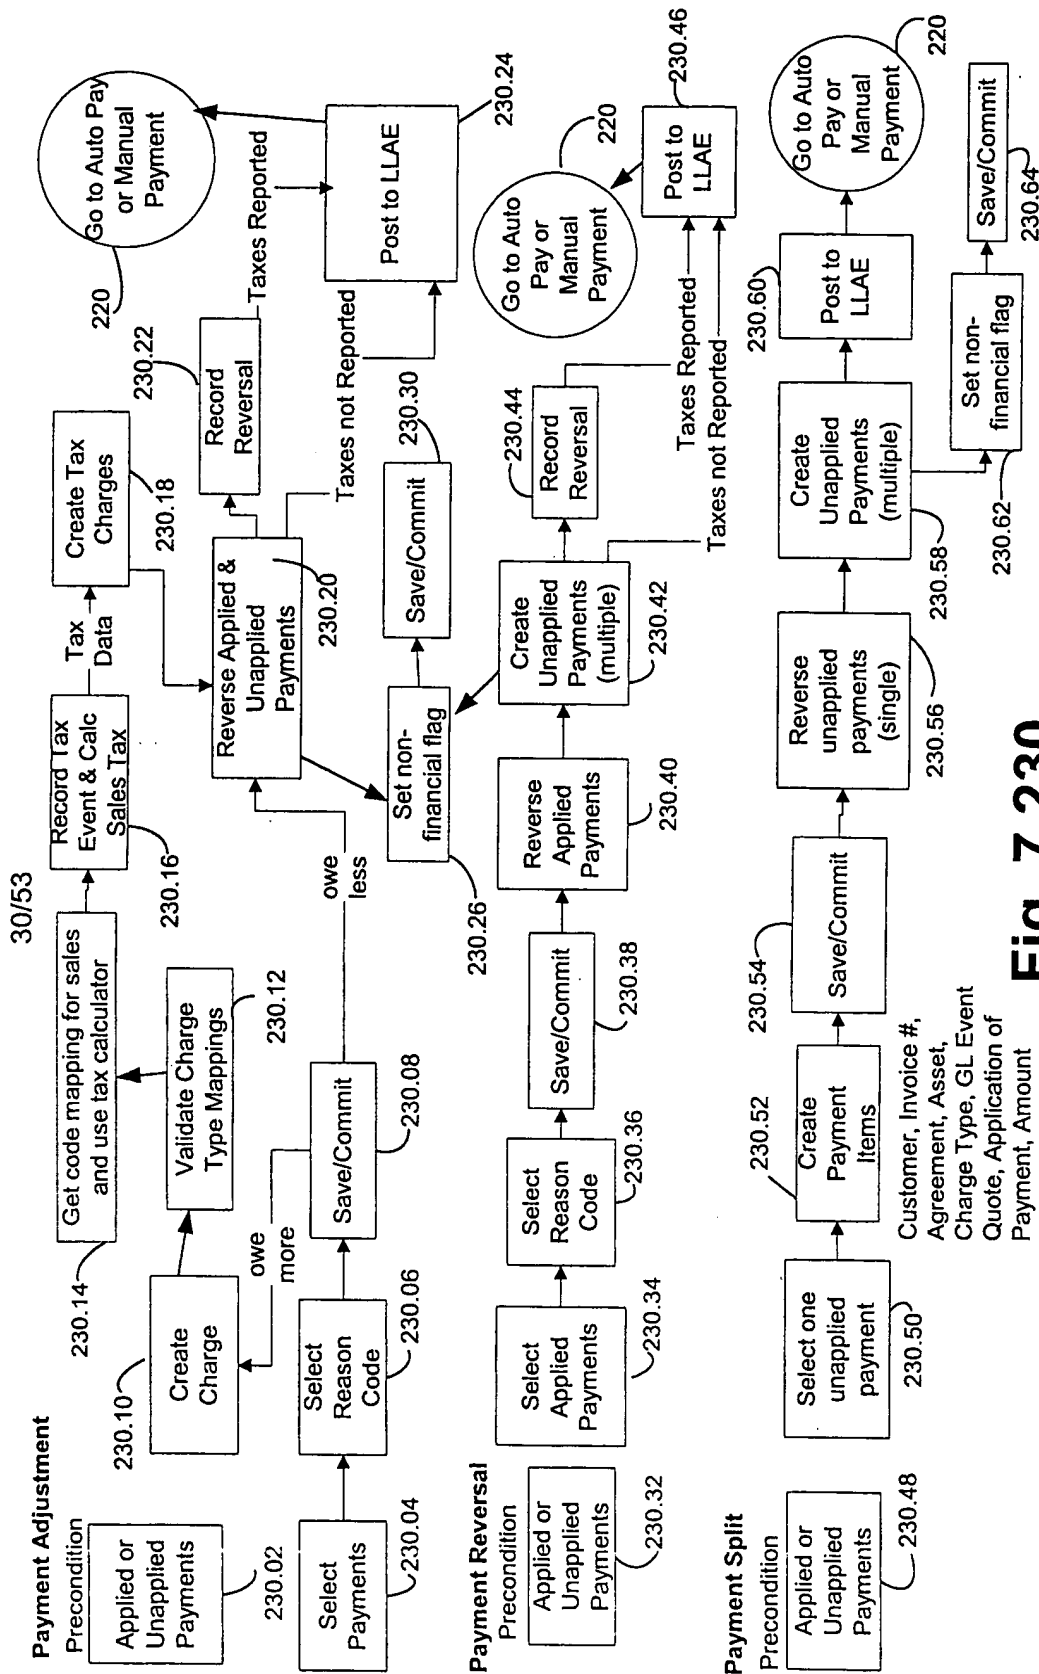 30/53
Payment Adjustment
Precondition
Applied or
Unapplied
Payments
230.02
Select
Payments
230.04
Select
Reason
Code
230.06
Save/Commit
230.08
owe
more
owe
less
Create
Charge
230.10
Validate Charge
Type Mappings
230.12
Get code mapping for sales
and use tax calculator
230.14
Record Tax
Event & Calc
Sales Tax
230.16
Tax
Data
Create Tax
Charges
230.18
Reverse Applied &
Unapplied
Payments
230.20
Record
Reversal
230.22
Taxes Reported
Taxes not Reported
Post to LLAE
230.24
Go to Auto Pay
or Manual
Payment
220
Set non-
financial flag
230.26
Save/Commit
230.30
Payment Reversal
Precondition
Applied or
Unapplied
Payments
230.32
Select
Applied
Payments
230.34
Select
Reason
Code
230.36
Save/Commit
230.38
Reverse
Applied
Payments
230.40
Create
Unapplied
Payments
(multiple)
230.42
Record
Reversal
230.44
Taxes Reported
Taxes not Reported
Post to
LLAE
230.46
Go to Auto
Pay or
Manual
Payment
220
Payment Split
Precondition
Applied or
Unapplied
Payments
230.48
Select one
unapplied
payment
230.50
Create
Payment
Items
230.52
Customer, Invoice #,
Agreement, Asset,
Charge Type, GL Event
Quote, Application of
Payment, Amount
Save/Commit
230.54
Reverse
unapplied
payments
(single)
230.56
Create
Unapplied
Payments
(multiple)
230.58
Post to
LLAE
230.60
Go to Auto
Pay or
Manual
Payment
220
Set non-
financial flag
230.62
Save/Commit
230.64
Fig. 7.230